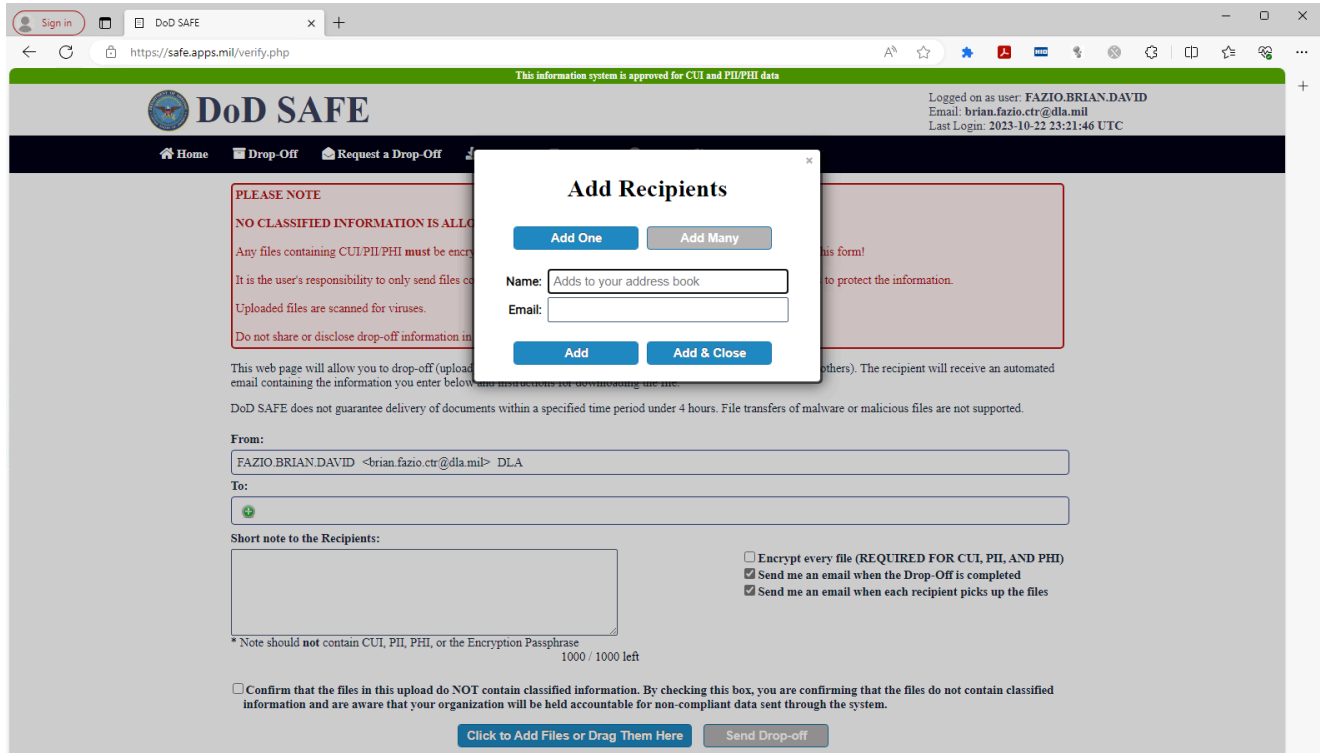 Sign in
DoD SAFE
https://safe.apps.mil/verify.php
This information system is approved for CUI and PII/PHI data
DoD SAFE
Logged on as user: FAZIO.BRIAN.DAVID
Email: brian.fazio.ctr@dla.mil
Last Login: 2023-10-22 23:21:46 UTC
Home Drop-Off Request a Drop-Off
PLEASE NOTE
NO CLASSIFIED INFORMATION IS
Any files containing CUI/PII/PHI must be his form!
It is the user's responsibility to only send files to protect the information.
Uploaded files are scanned for viruses.
Do not share or disclose drop-off information in
Add Recipients
Add One Add Many
Name: Adds to your address book
Email:
Add Add & Close
This web page will allow you to drop-off (upload others). The recipient will receive an automated
email containing the information you enter below and instructions for downloading the file.
DoD SAFE does not guarantee delivery of documents within a specified time period under 4 hours. File transfers of malware or malicious files are not supported.
From:
FAZIO.BRIAN.DAVID <brian.fazio.ctr@dla.mil> DLA
To:
Short note to the Recipients:
Encrypt every file (REQUIRED FOR CUI, PII, AND PHI)
Send me an email when the Drop-Off is completed
Send me an email when each recipient picks up the files
* Note should not contain CUI, PII, PHI, or the Encryption Passphrase
1000 / 1000 left
Confirm that the files in this upload do NOT contain classified information. By checking this box, you are confirming that the files do not contain classified
information and are aware that your organization will be held accountable for non-compliant data sent through the system.
Click to Add Files or Drag Them Here Send Drop-off